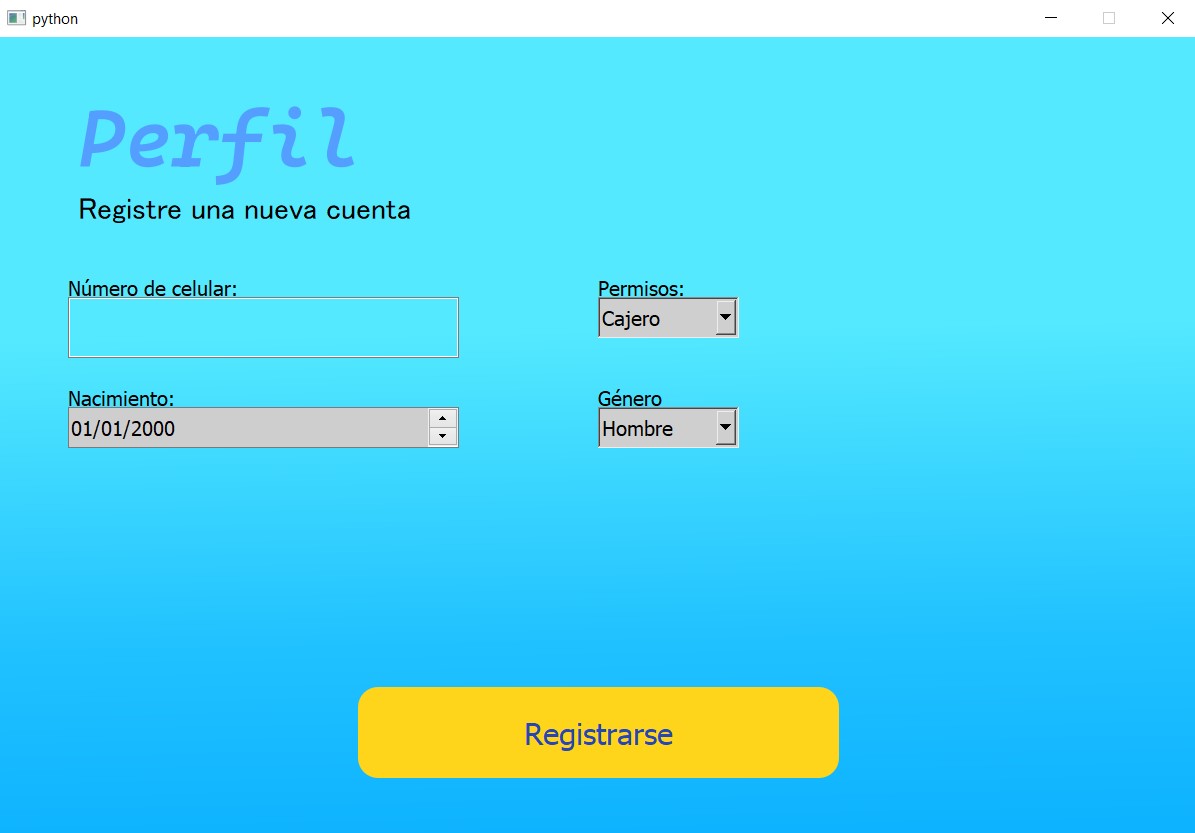 python
Perfil
Registre una nueva cuenta
Número de celular:
Permisos:
Cajero
Nacimiento:
Género
01/01/2000
Hombre
Registrarse